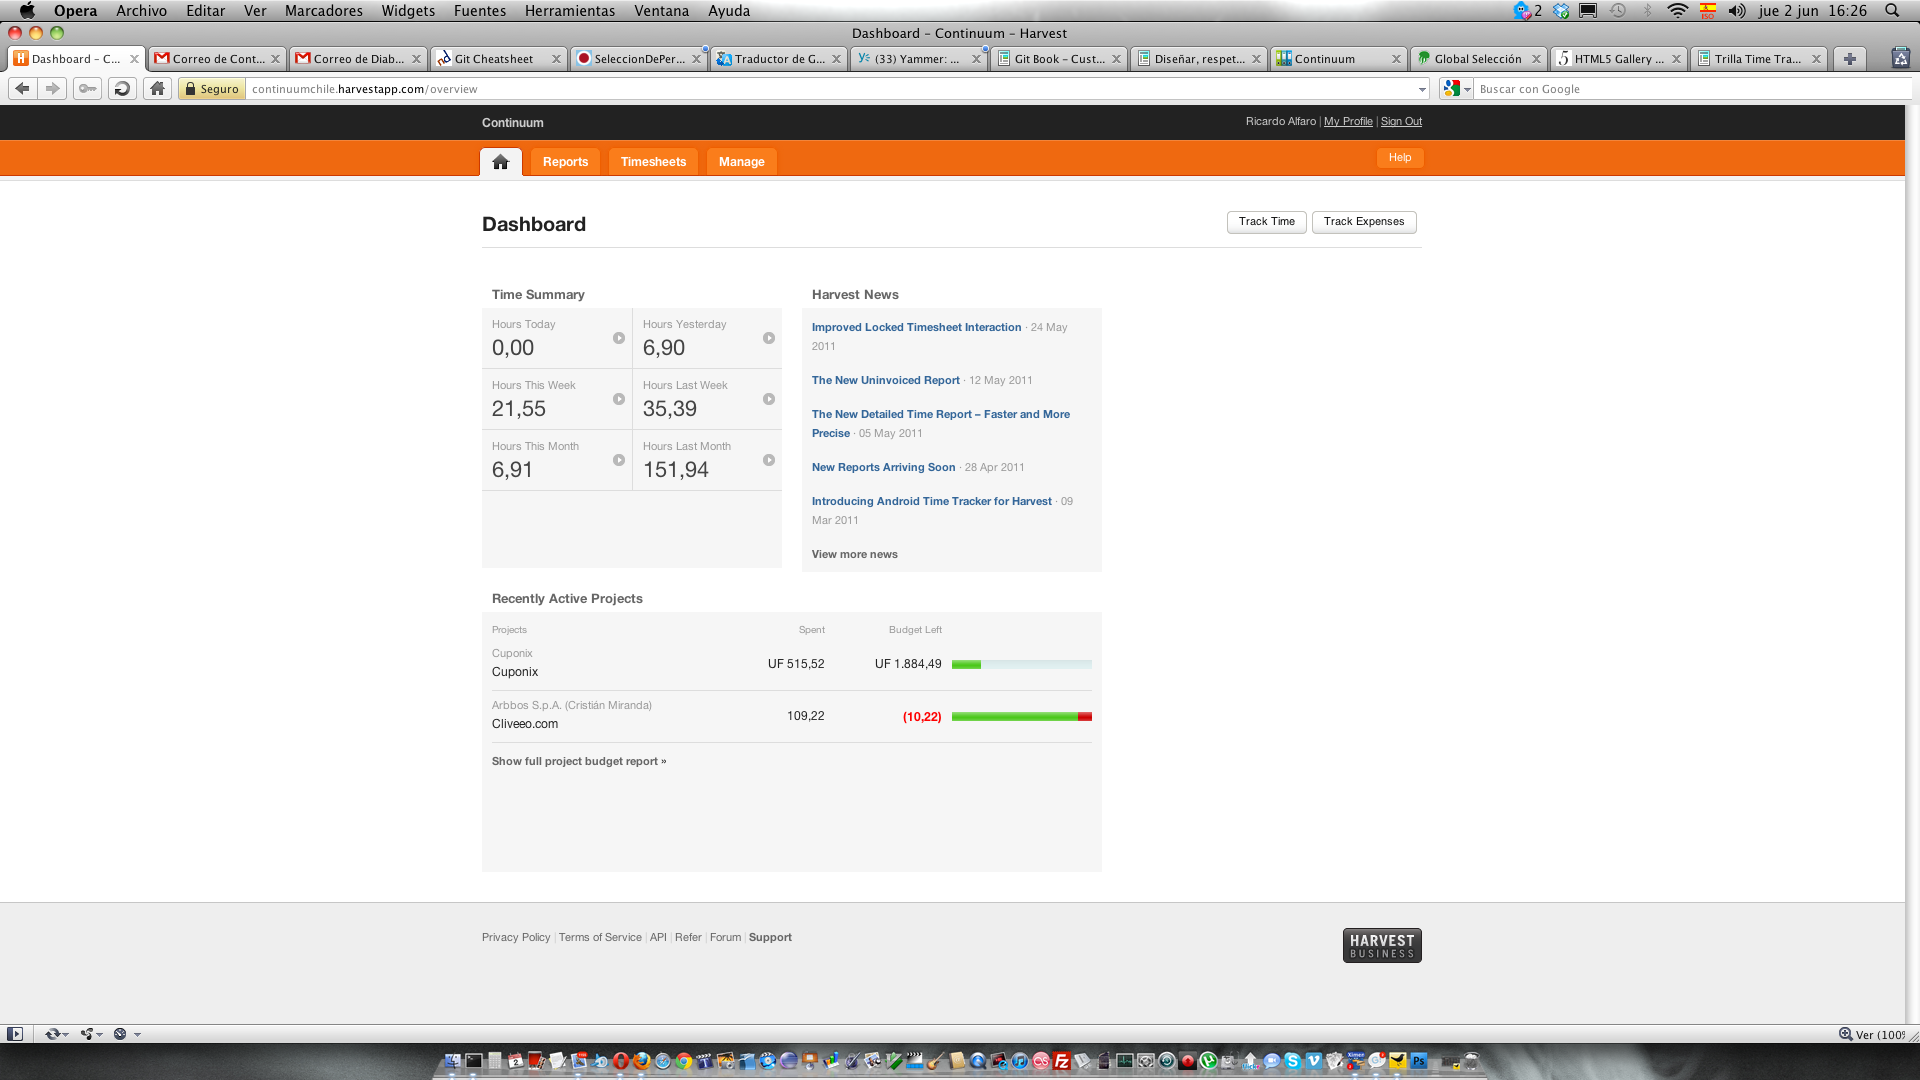 Opera Archivo Editar Ver Marcadores Widgets Fuentes Herramientas Ventana Ayuda 2 ISO jue 2 jun 16:26
Dashboard – Continuum – Harvest
Dashboard – C... Correo de Cont... Correo de Diab... Git Cheatsheet SeleccionDePer... Traductor de G... (33) Yammer: ... Git Book – Cust... Diseñar, respet... Continuum Global Selección HTML5 Gallery ... Trilla Time Tra...
Seguro continuumchile.harvestapp.com/overview Buscar con Google
Continuum Ricardo Alfaro | My Profile | Sign Out
Reports Timesheets Manage Help
Dashboard Track Time Track Expenses
Time Summary
Hours Today Hours Yesterday
0,00 6,90
Hours This Week Hours Last Week
21,55 35,39
Hours This Month Hours Last Month
6,91 151,94
Harvest News
Improved Locked Timesheet Interaction · 24 May
2011
The New Uninvoiced Report · 12 May 2011
The New Detailed Time Report – Faster and More
Precise · 05 May 2011
New Reports Arriving Soon · 28 Apr 2011
Introducing Android Time Tracker for Harvest · 09
Mar 2011
View more news
Recently Active Projects
Projects Spent Budget Left
Cuponix
Cuponix UF 515,52 UF 1.884,49
Arbbos S.p.A. (Cristián Miranda)
Cliveeo.com 109,22 (10,22)
Show full project budget report »
Privacy Policy | Terms of Service | API | Refer | Forum | Support
HARVEST
BUSINESS
Ver (100%